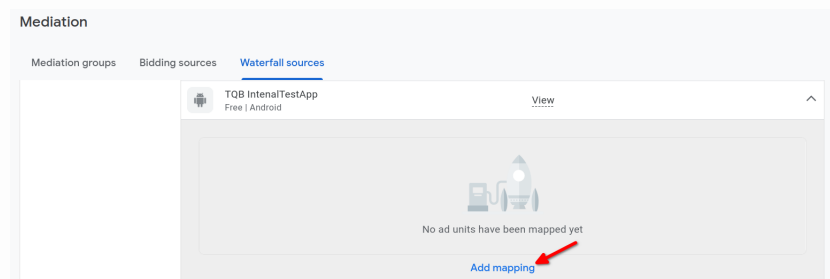 Mediation
Mediation groups Bidding sources Waterfall sources
TQB IntenalTestApp View
Free | Android
No ad units have been mapped yet
Add mapping